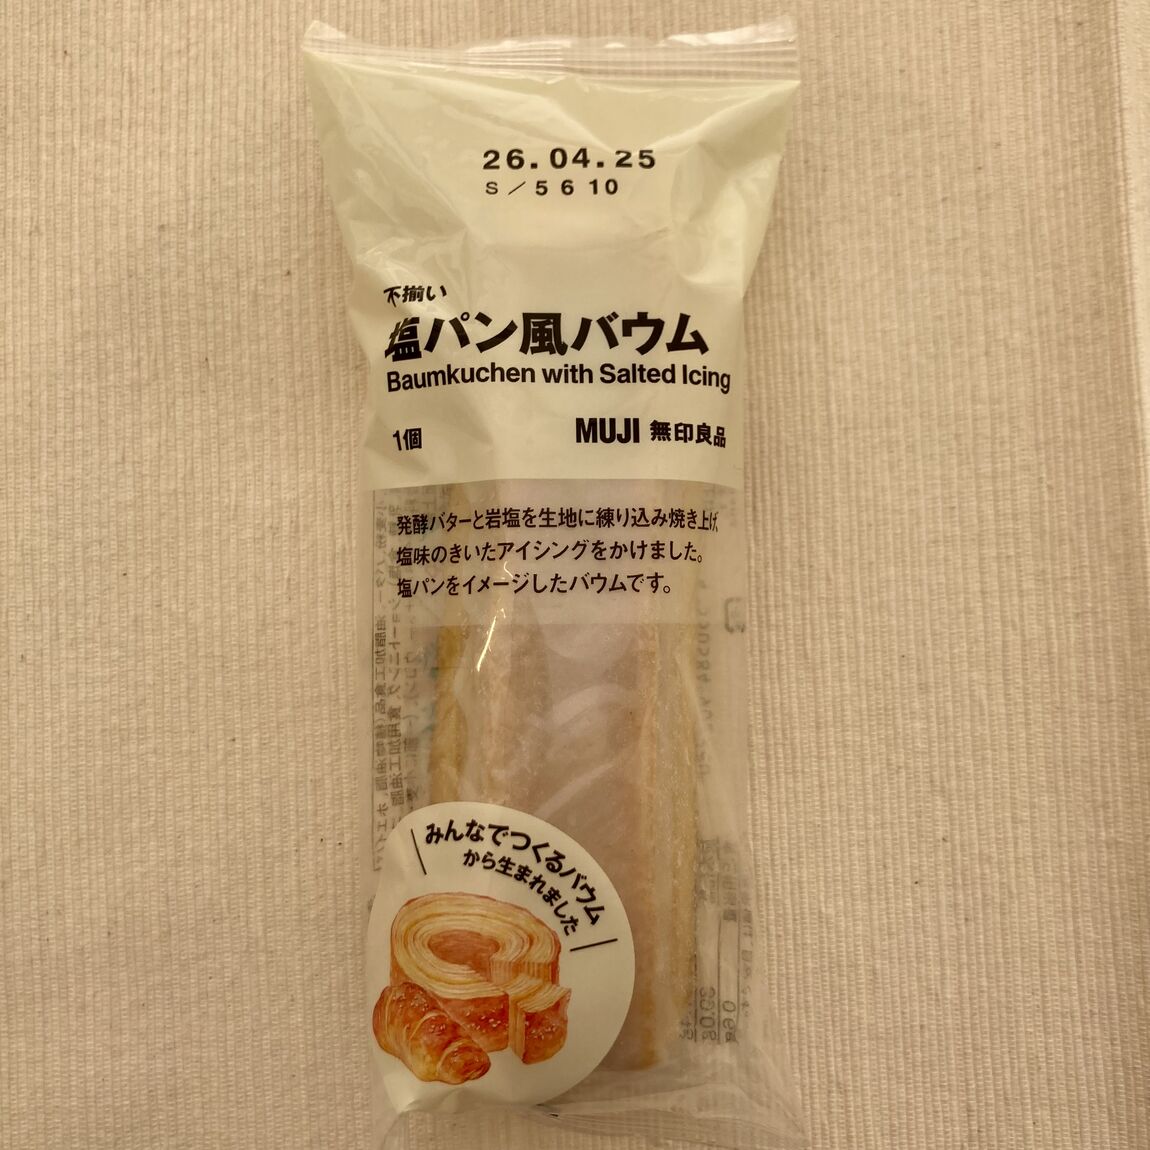 26.04.25
S／5610
不揃い
塩パン風バウム
Baumkuchen with Salted Icing
1個
MUJI 無印良品
発酵バターと岩塩を生地に練り込み焼き上げ、
塩味のきいたアイシングをかけました。
塩パンをイメージしたバウムです。
みんなでつくるバウム
から生まれました